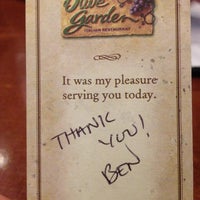 Olive Garden
ITALIAN RESTAURANT
It was my pleasure
serving you today.
THANK
YOU!
BEN